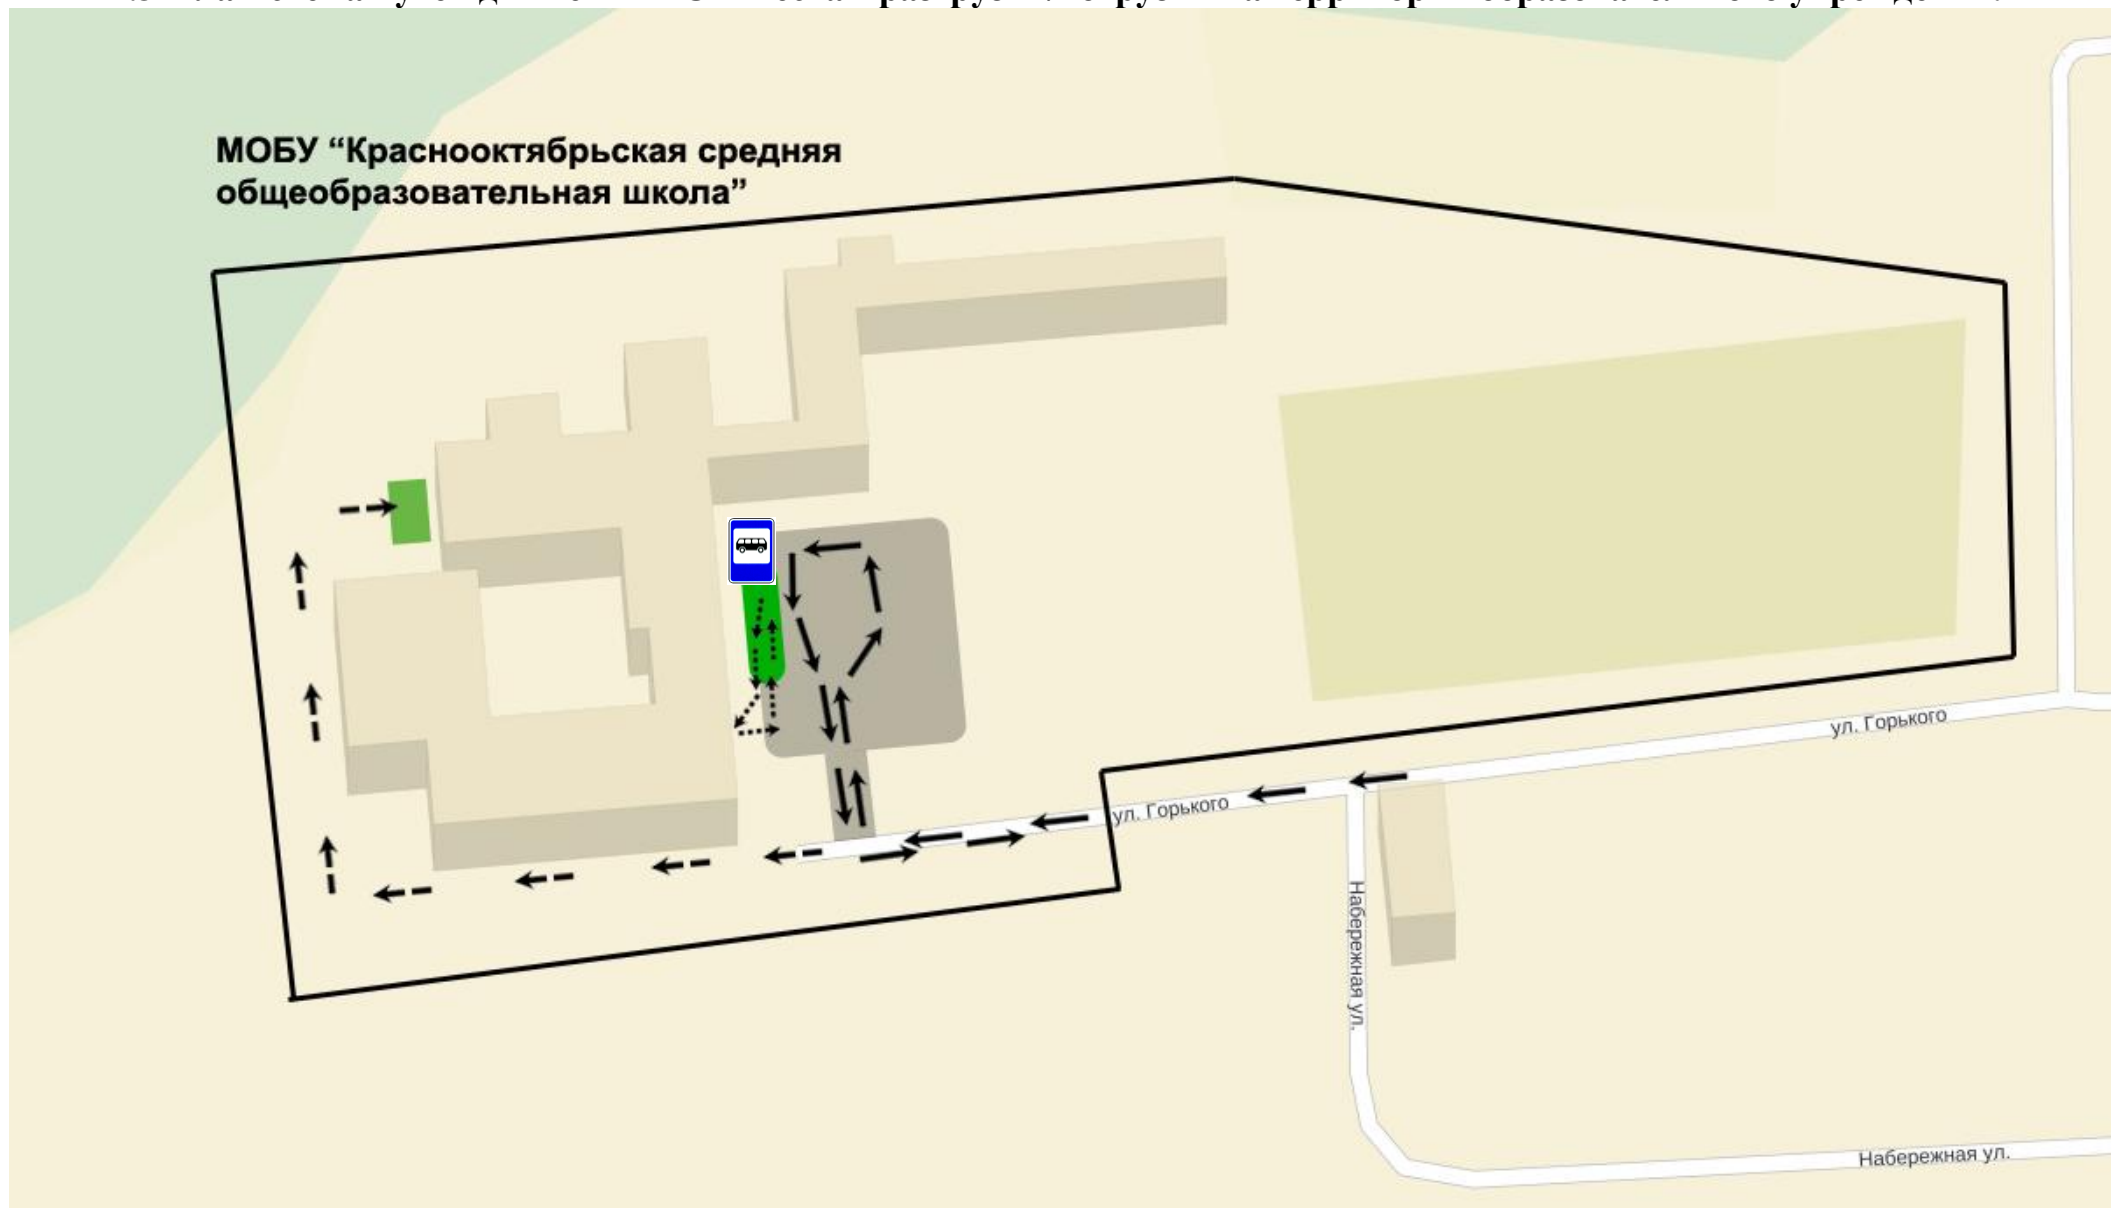 МОБУ “Краснооктябрьская средняя
общеобразовательная школа”
ул. Горького
ул. Горького
Набережная ул.
Набережная ул.